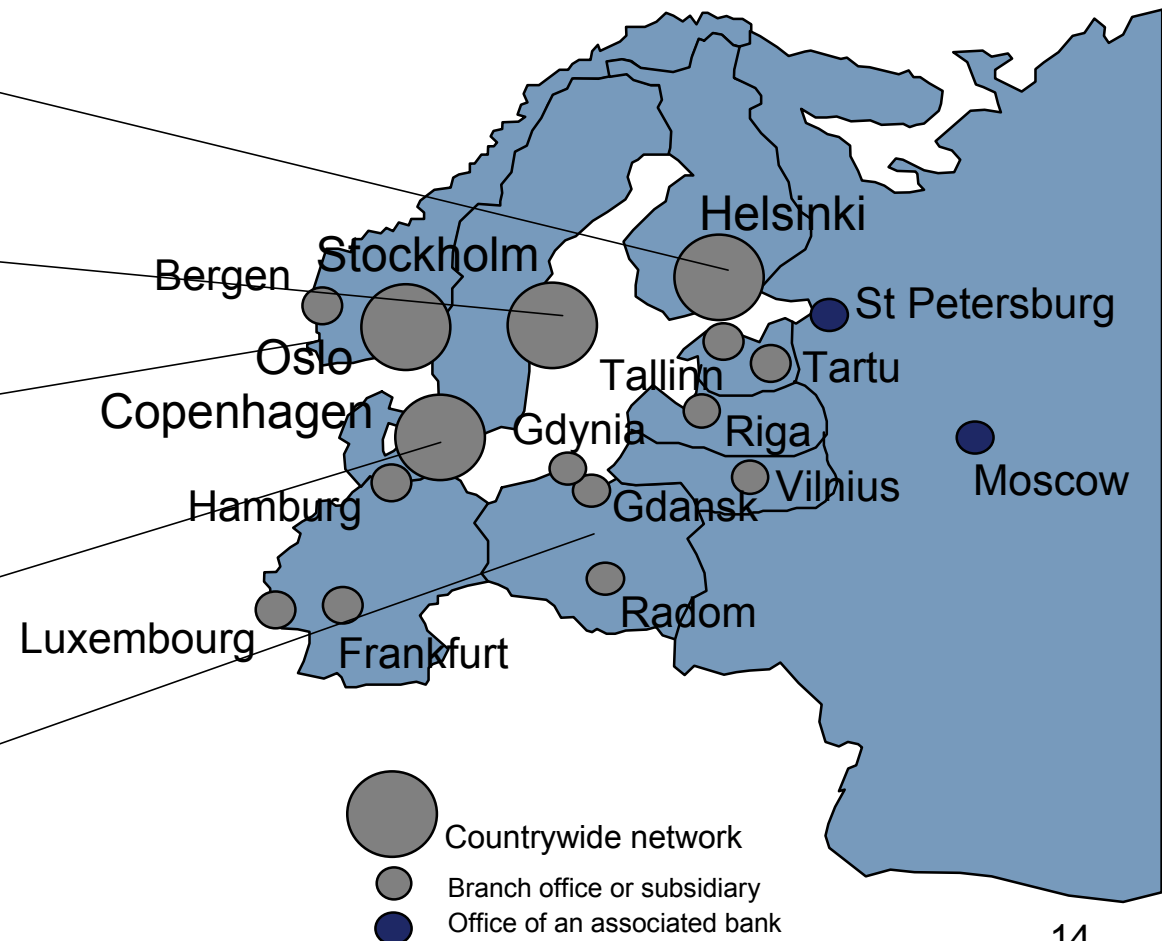 Helsinki
Stockholm
Bergen
St Petersburg
Oslo
Tallinn
Tartu
Copenhagen
Gdynia
Riga
Moscow
Hamburg
Gdansk
Vilnius
Radom
Luxembourg
Frankfurt
Countrywide network
Branch office or subsidiary
Office of an associated bank
14